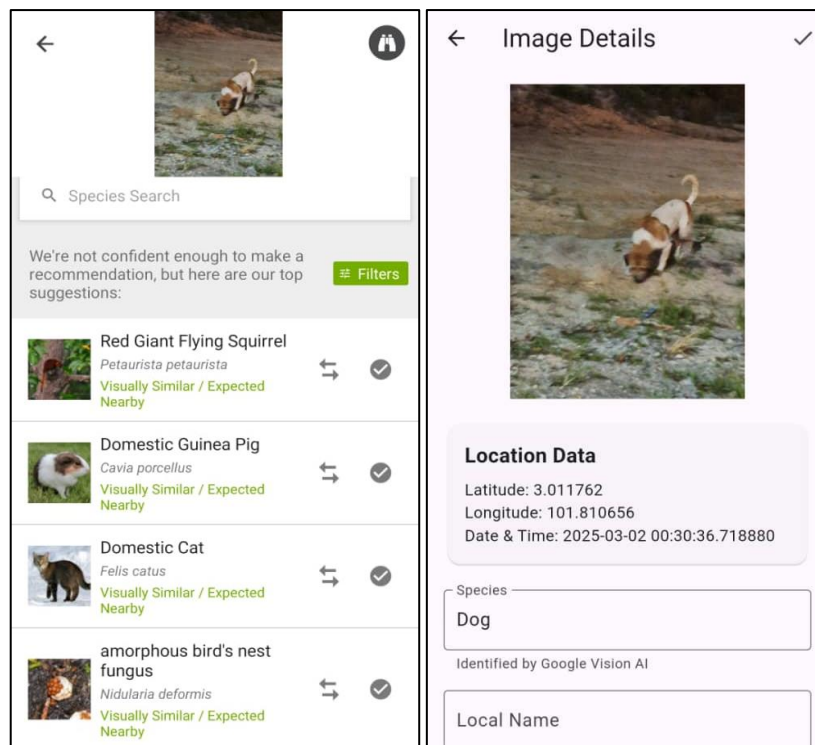 Species Search
We're not confident enough to make a
recommendation, but here are our top
suggestions:
Filters
Red Giant Flying Squirrel
Petaurista petaurista
Visually Similar / Expected
Nearby
Domestic Guinea Pig
Cavia porcellus
Visually Similar / Expected
Nearby
Domestic Cat
Felis catus
Visually Similar / Expected
Nearby
amorphous bird's nest
fungus
Nidularia deformis
Visually Similar / Expected
Nearby
Image Details
Location Data
Latitude: 3.011762
Longitude: 101.810656
Date & Time: 2025-03-02 00:30:36.718880
Species
Dog
Identified by Google Vision AI
Local Name